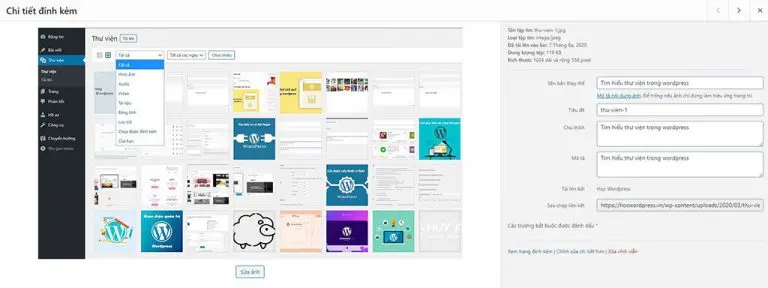 Chi tiết đính kèm
Bảng tin
Bài viết
Thư viện
Thư viện
Tải lên
Trang
Phản hồi
Hồ sơ
Công cụ
Chuyển hướng
Thu gọn menu
Thư viện
Tải lên
Tất cả
Tất cả các ngày
Chọn nhiều
Tất cả
Hình ảnh
Audio
Video
Tài liệu
Bảng tính
Lưu trữ
Chưa được đính kèm
Của bạn
WORDPRESS
Giao diện quản trị
Wordpress
Sửa ảnh
Tên tập tin: thu-vien-1.jpg
Loại tập tin: image/jpeg
Đã tải lên vào lúc: 7 Tháng Ba, 2020
Dung lượng tệp: 119 KB
Kích thước: 1024 dài và rộng 558 pixel
Văn bản thay thế
Tìm hiểu thư viện trong wordpress
Mô tả nội dung ảnh. Để trống nếu ảnh chỉ dùng làm hiệu ứng trang trí.
Tiêu đề
thu-vien-1
Chú thích
Tìm hiểu thư viện trong wordpress
Mô tả
Tìm hiểu thư viện trong wordpress
Tải lên bởi
Học Wordpress
Sao chép liên kết
https://hocwordpress.vn/wp-content/uploads/2020/03/thu-vie
Các trường bắt buộc được đánh dấu *
Xem trang đính kèm | Chỉnh sửa chi tiết hơn | Xóa vĩnh viễn